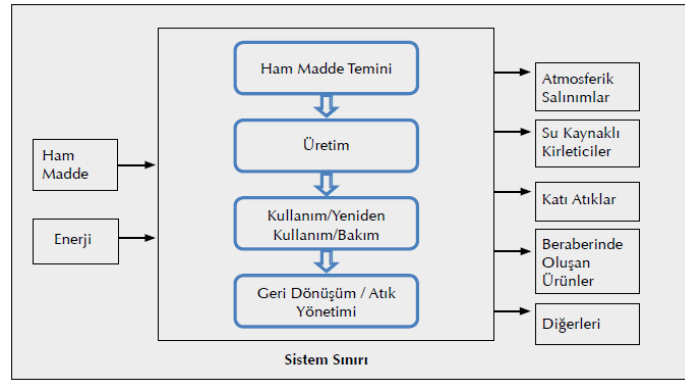 Ham
Madde
Enerji
Ham Madde Temini
Üretim
Kullanım/Yeniden
Kullanım/Bakım
Geri Dönüşüm / Atık
Yönetimi
Sistem Sınırı
Atmosferik
Salınımlar
Su Kaynaklı
Kirleticiler
Katı Atıklar
Beraberinde
Oluşan
Ürünler
Diğerleri